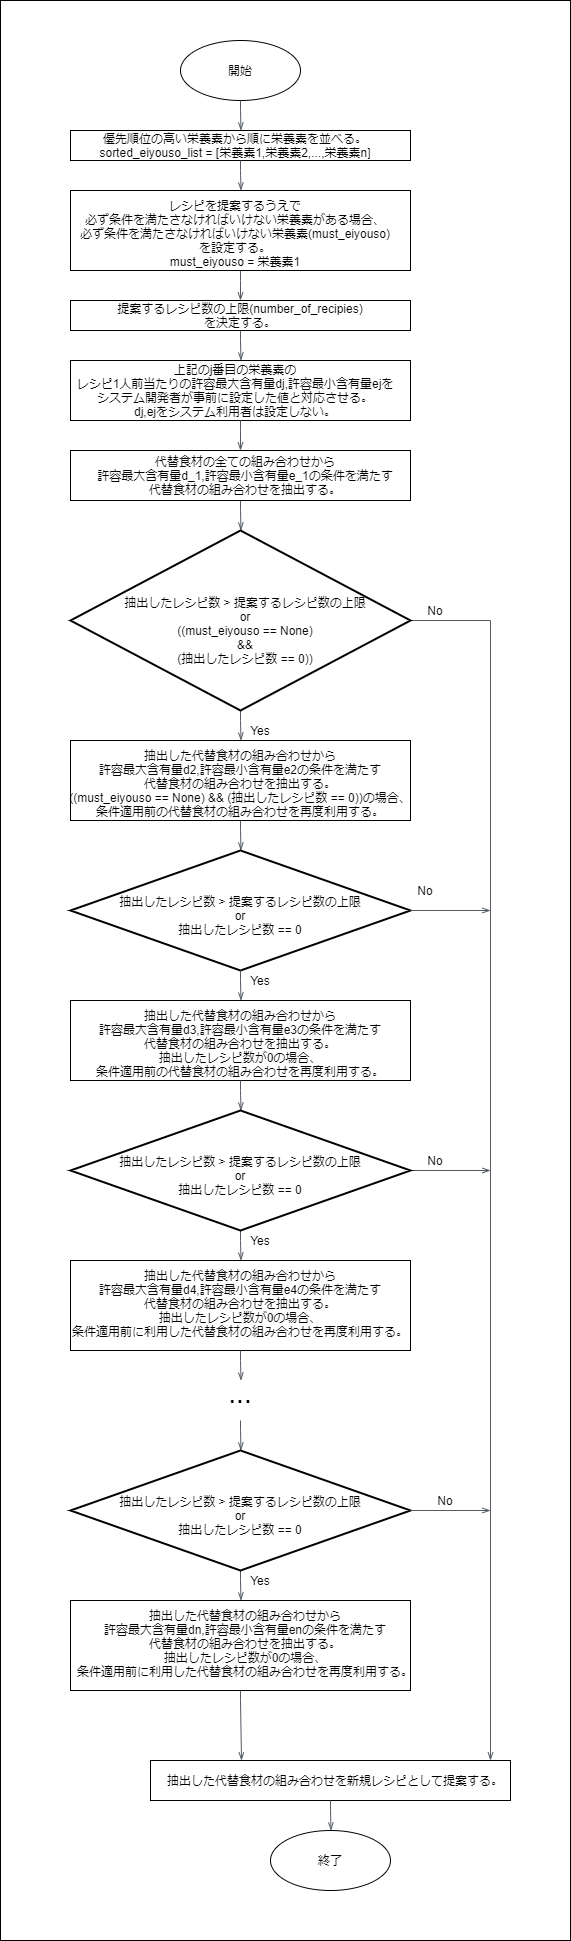 開始
優先順位の高い栄養素から順に栄養素を並べる。
sorted_eiyouso_list = [栄養素1,栄養素2,...,栄養素n]
レシピを提案するうえで
必ず条件を満たさなければいけない栄養素がある場合、
必ず条件を満たさなければいけない栄養素(must_eiyouso)
を設定する。
must_eiyouso = 栄養素1
提案するレシピ数の上限(number_of_recipies)
を決定する。
上記のj番目の栄養素の
レシピ1人前当たりの許容最大含有量dj,許容最小含有量ejを
システム開発者が事前に設定した値と対応させる。
dj,ejをシステム利用者は設定しない。
代替食材の全ての組み合わせから
許容最大含有量d_1,許容最小含有量e_1の条件を満たす
代替食材の組み合わせを抽出する。
抽出したレシピ数 > 提案するレシピ数の上限
or
((must_eiyouso == None)
&&
(抽出したレシピ数 == 0))
No
Yes
抽出した代替食材の組み合わせから
許容最大含有量d2,許容最小含有量e2の条件を満たす
代替食材の組み合わせを抽出する。
((must_eiyouso == None) && (抽出したレシピ数 == 0))の場合、
条件適用前の代替食材の組み合わせを再度利用する。
抽出したレシピ数 > 提案するレシピ数の上限
or
抽出したレシピ数 == 0
No
Yes
抽出した代替食材の組み合わせから
許容最大含有量d3,許容最小含有量e3の条件を満たす
代替食材の組み合わせを抽出する。
抽出したレシピ数が0の場合、
条件適用前の代替食材の組み合わせを再度利用する。
抽出したレシピ数 > 提案するレシピ数の上限
or
抽出したレシピ数 == 0
No
Yes
抽出した代替食材の組み合わせから
許容最大含有量d4,許容最小含有量e4の条件を満たす
代替食材の組み合わせを抽出する。
抽出したレシピ数が0の場合、
条件適用前に利用した代替食材の組み合わせを再度利用する。
...
抽出したレシピ数 > 提案するレシピ数の上限
or
抽出したレシピ数 == 0
No
Yes
抽出した代替食材の組み合わせから
許容最大含有量dn,許容最小含有量enの条件を満たす
代替食材の組み合わせを抽出する。
抽出したレシピ数が0の場合、
条件適用前に利用した代替食材の組み合わせを再度利用する。
抽出した代替食材の組み合わせを新規レシピとして提案する。
終了